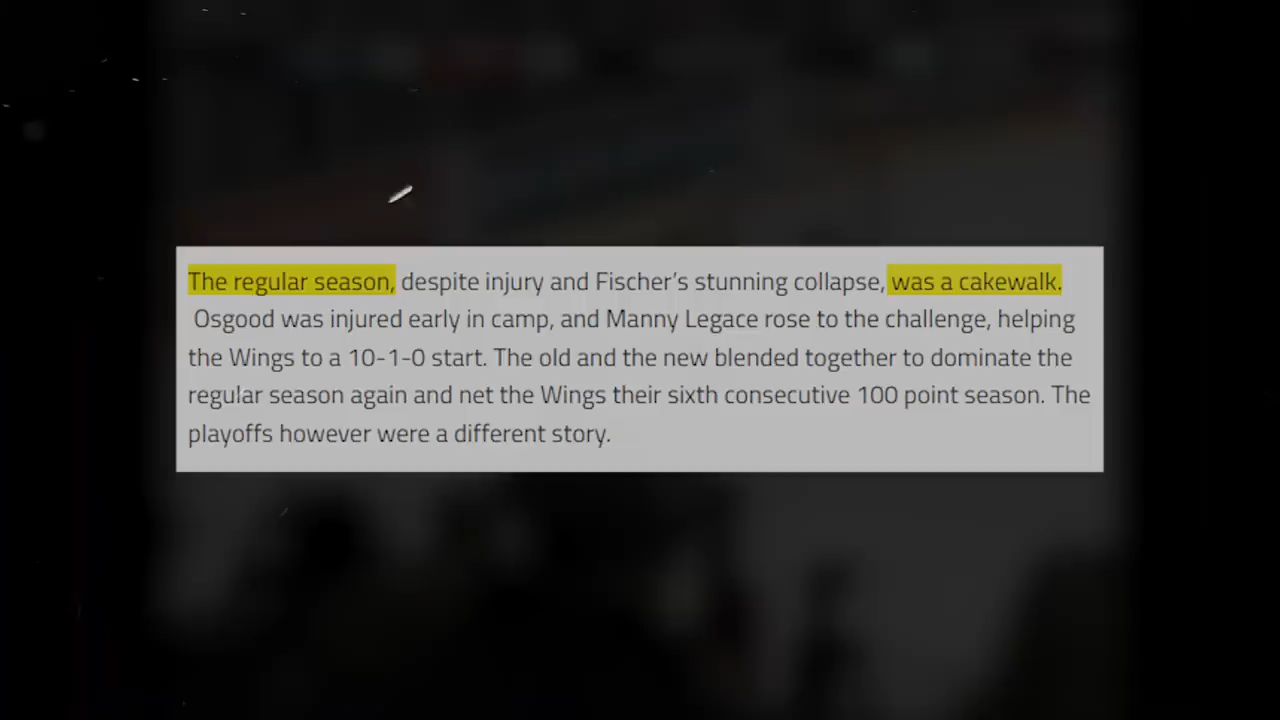 The regular season, despite injury and Fischer’s stunning collapse, was a cakewalk.
Osgood was injured early in camp, and Manny Legace rose to the challenge, helping
the Wings to a 10-1-0 start. The old and the new blended together to dominate the
regular season again and net the Wings their sixth consecutive 100 point season. The
playoffs however were a different story.